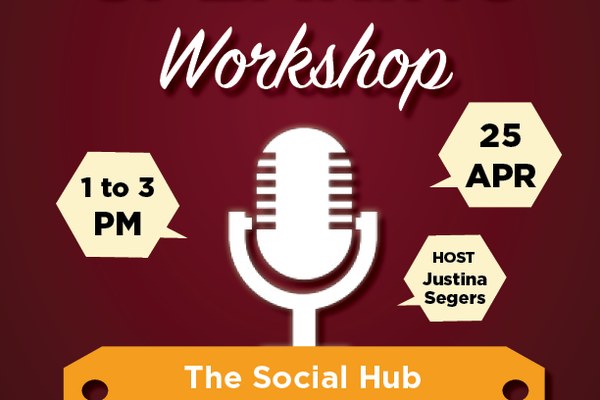 Workshop
25
APR
1 to 3
PM
HOST
Justina
Segers
The Social Hub